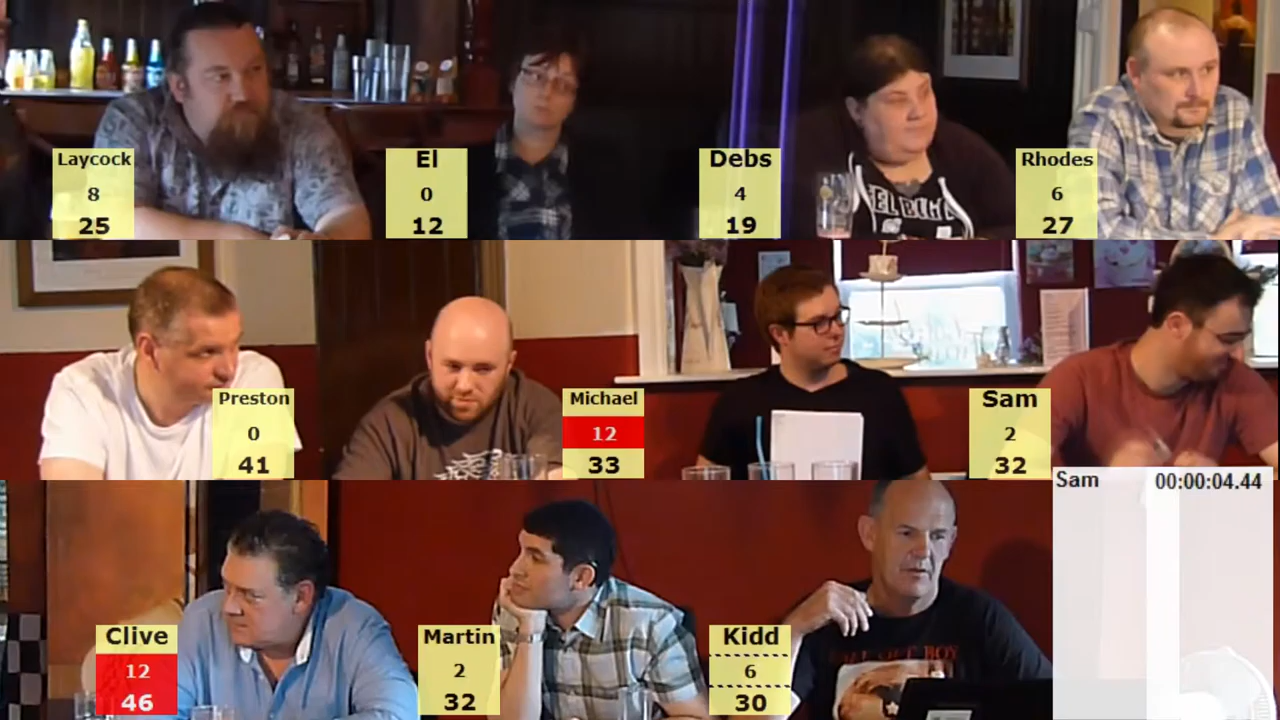 Laycock
8
25
El
0
12
Debs
4
19
Rhodes
6
27
Preston
0
41
Michael
12
33
Sam
2
32
Sam 00:00:04.44
Clive
12
46
Martin
2
32
Kidd
6
30